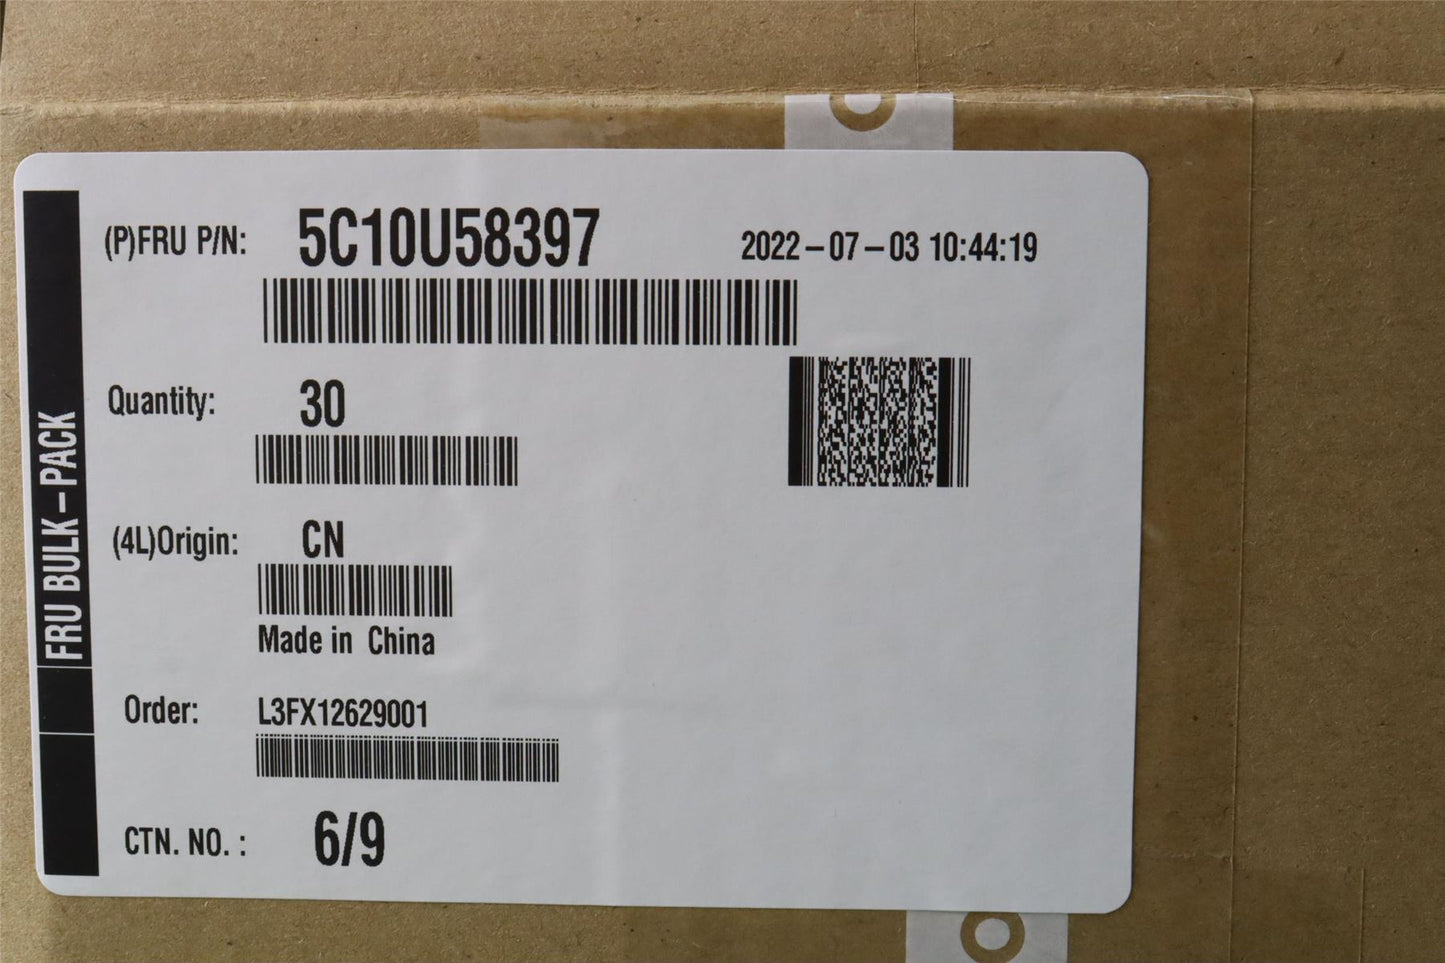 (P)FRU P/N: 5C10U58397 2022-07-03 10:44:19
Quantity: 30
(4L)Origin: CN
Made in China
Order: L3FX12629001
CTN. NO. : 6/9
FRU BULK-PACK